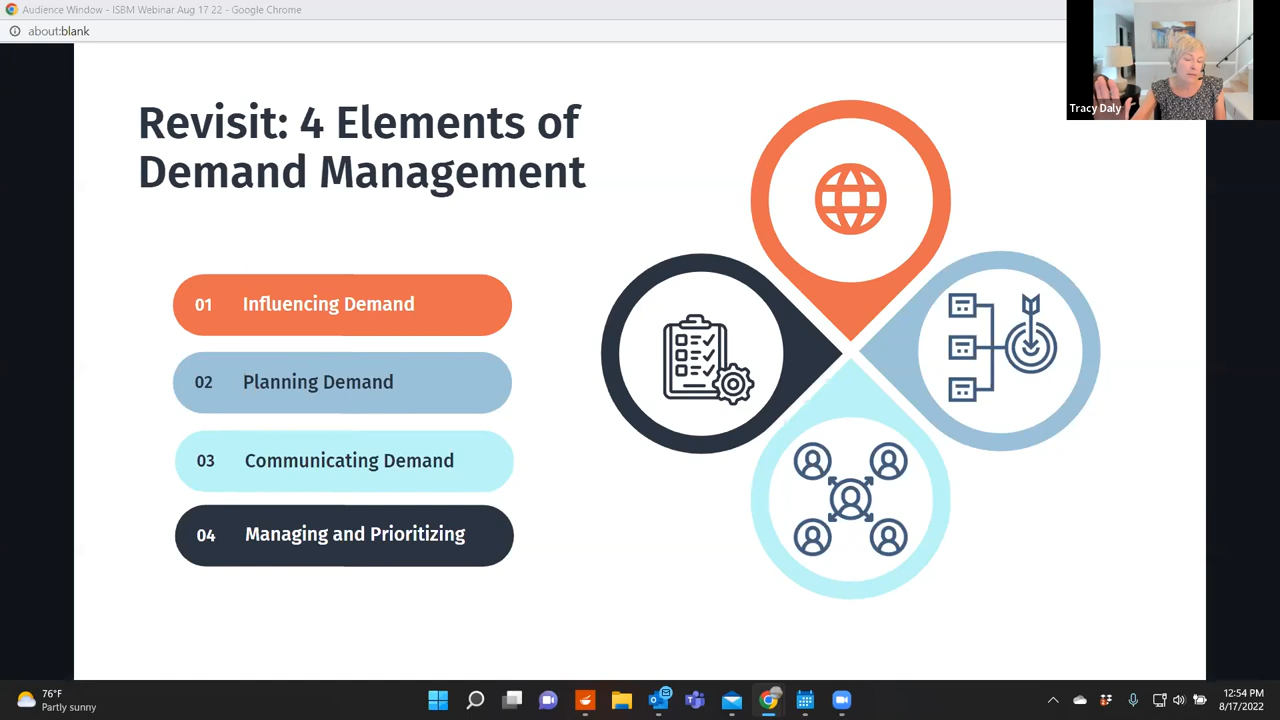 Audience Window - ISBM Webinar Aug 17 22 - Google Chrome
about:blank
Tracy Daly
Revisit: 4 Elements of
Demand Management
01 Influencing Demand
02 Planning Demand
03 Communicating Demand
04 Managing and Prioritizing
76°F
Partly sunny
12:54 PM
8/17/2022